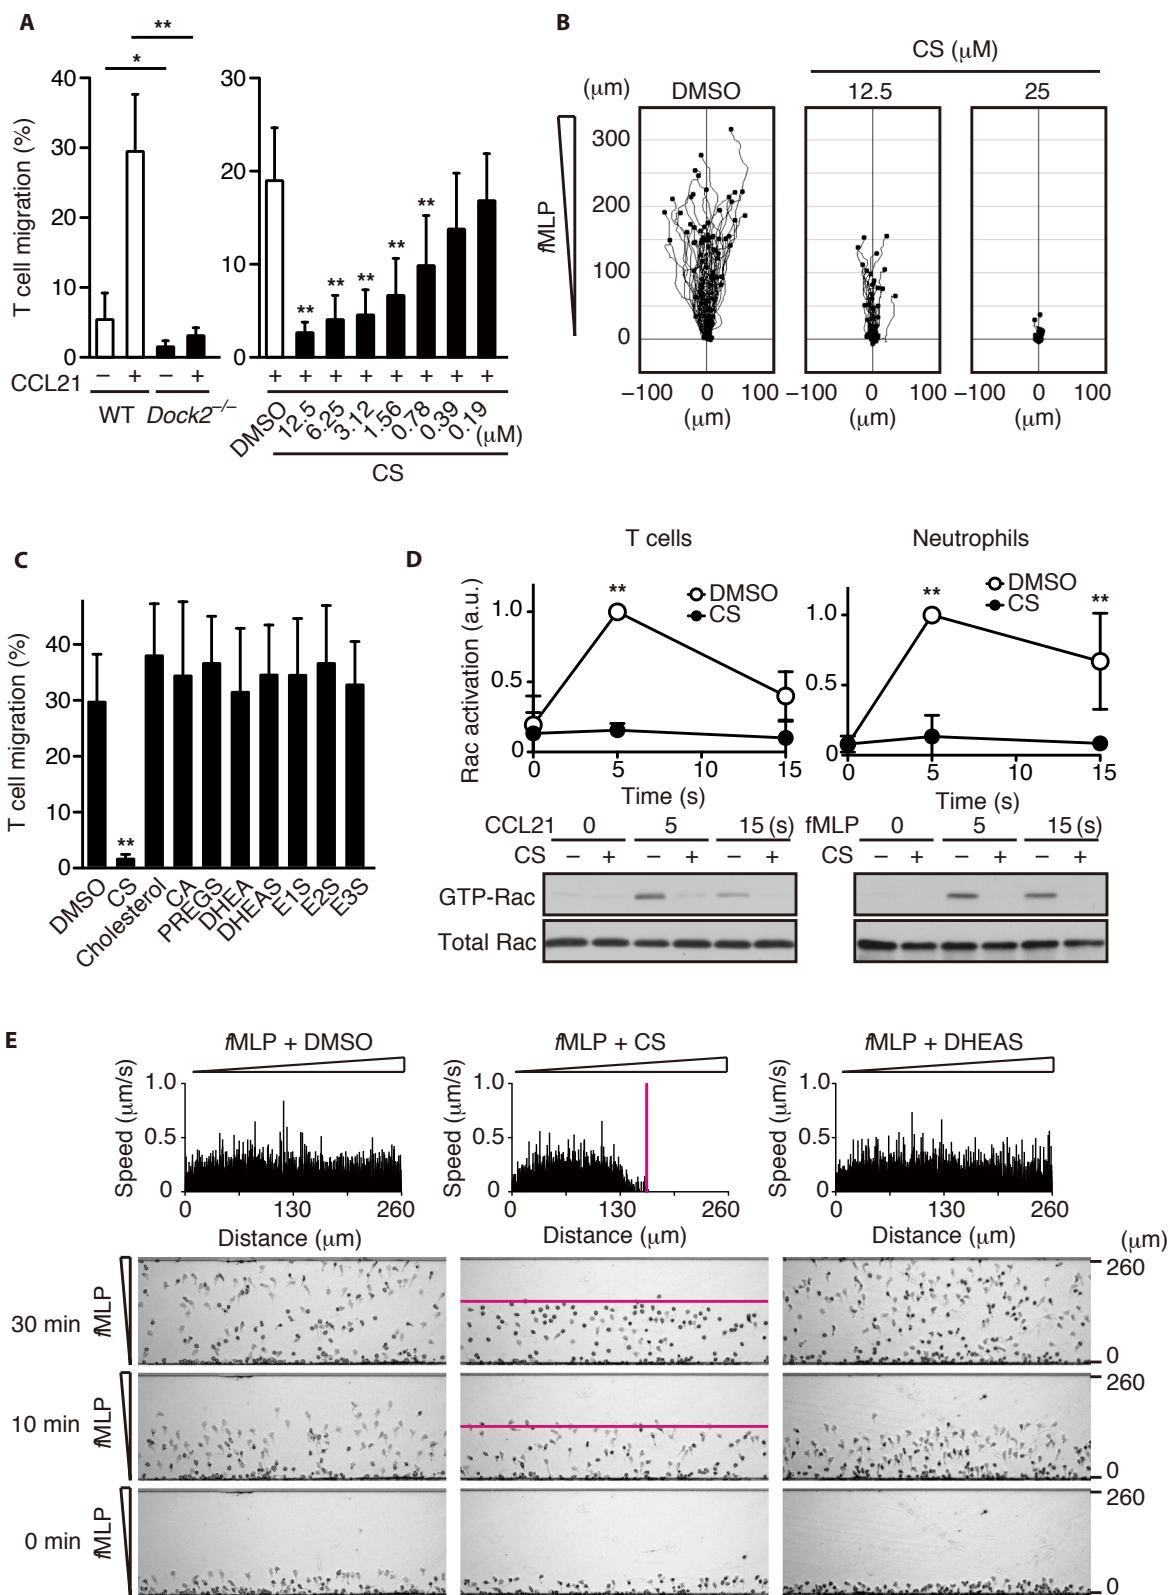 A
**
*
T cell migration (%)
40
30
20
10
0
CCL21
− + − +
WT Dock2−/−
30
20
10
0
** ** ** ** **
+ + + + + + + +
DMSO 12.5 6.25 3.12 1.56 0.78 0.39 0.19 (μM)
CS
B
CS (μM)
(μm) DMSO 12.5 25
fMLP
300
200
100
0
−100 0 100 −100 0 100 −100 0 100
(μm) (μm) (μm)
C
T cell migration (%)
40
30
20
10
0
**
DMSO CS Cholesterol CA PREGS DHEA DHEAS E1S E2S E3S
D
T cells
Rac activation (a.u.)
1.0
0.5
0
**
DMSO
CS
0 5 10 15
Time (s)
Neutrophils
1.0
0.5
0
** **
DMSO
CS
0 5 10 15
Time (s)
CCL21 0 5 15 (s)
CS − + − + − +
fMLP 0 5 15 (s)
CS − + − + − +
GTP-Rac
Total Rac
E
fMLP + DMSO fMLP + CS fMLP + DHEAS
Speed (μm/s) Speed (μm/s) Speed (μm/s)
1.0 1.0 1.0
0.5 0.5 0.5
0 0 0
0 130 260 0 130 260 0 130 260
Distance (μm) Distance (μm) Distance (μm)
(μm)
30 min fMLP 260
0
10 min fMLP 260
0
0 min fMLP 260
0